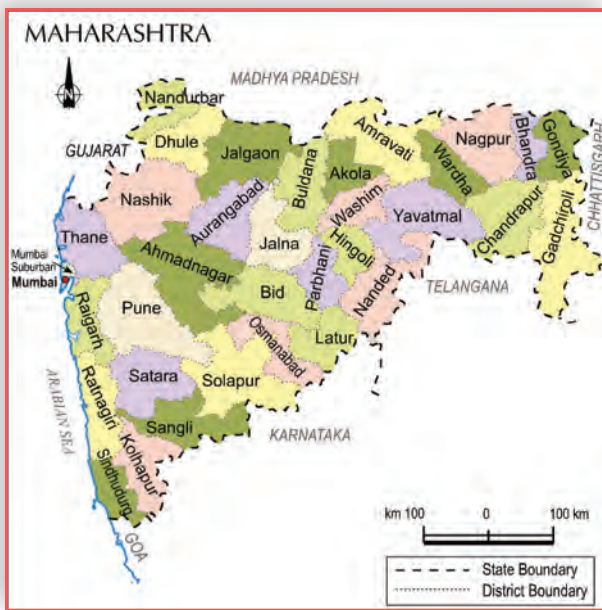 MAHARASHTRA
MADHYA PRADESH
Nandurbar
GUJARAT
Dhule
Jalgaon
Buldana
Akola
Amravati
Wardha
Nagpur
Bhandra
Gondiya
CHHATTISGARH
Nashik
Aurangabad
Jalna
Washim
Hingoli
Yavatmal
Chandrapur
Gadchipoli
Thane
Mumbai
Suburban
Mumbai
Ahmadnagar
Parbhani
Nanded
TELANGANA
Raigarh
Pune
Bid
Osmanabad
Latur
ARABIAN SEA
Ratnagiri
Satara
Solapur
Sangli
KARNATAKA
Kolhapur
Sindhudurg
GOA
km 100 0 100 km
State Boundary
District Boundary